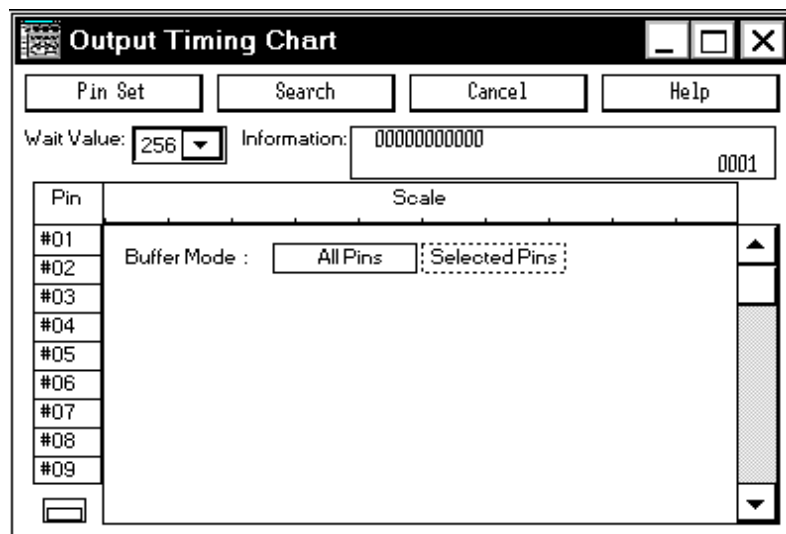 Output Timing Chart
Pin Set Search Cancel Help
Wait Value: 256 Information: 00000000000
0001
Pin Scale
#01
Buffer Mode : All Pins Selected Pins
#02
#03
#04
#05
#06
#07
#08
#09